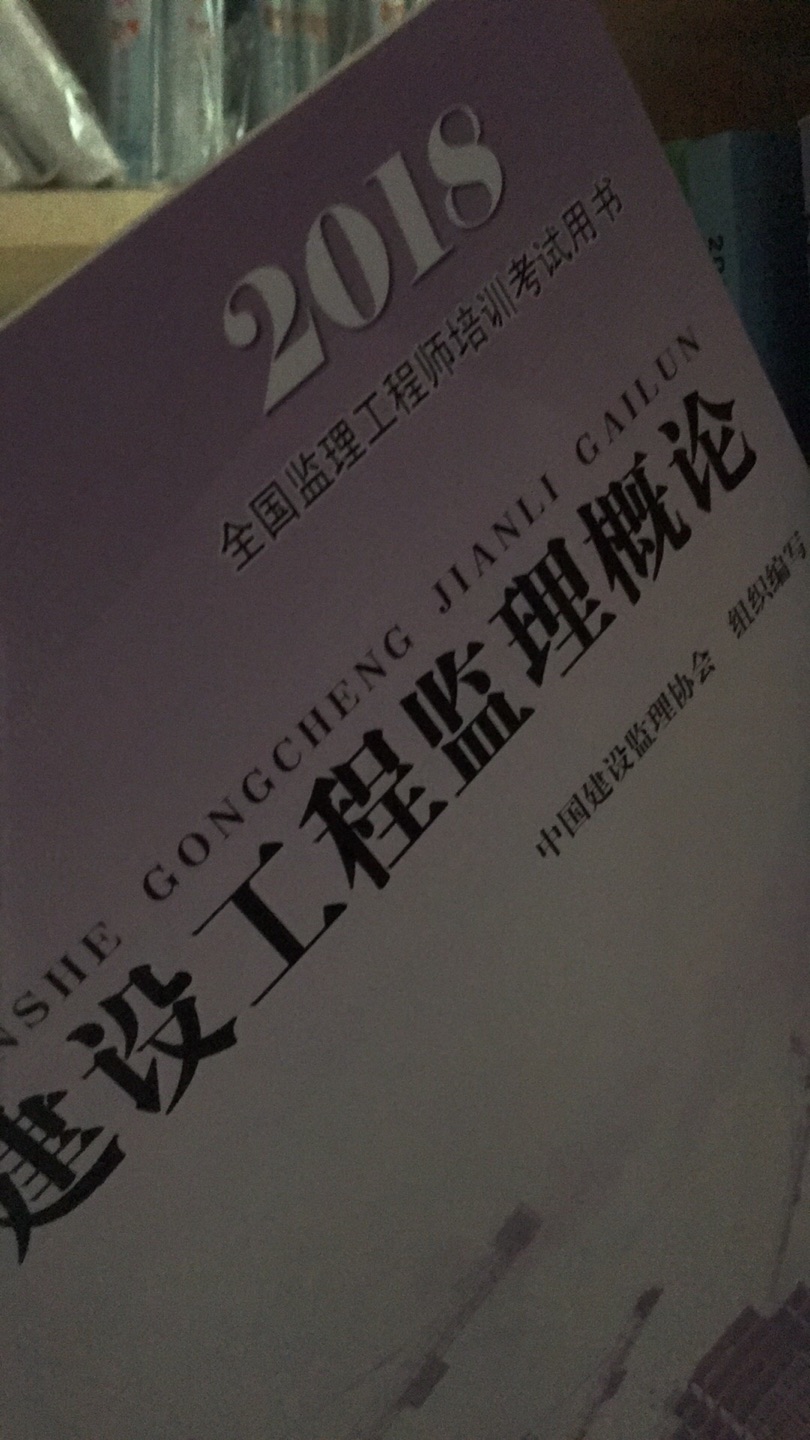 2018
全国监理工程师培训考试用书
NSHE GONGCHENG JIANLI GAILUN
建设工程监理概论
中国建设监理协会 组织编写
20